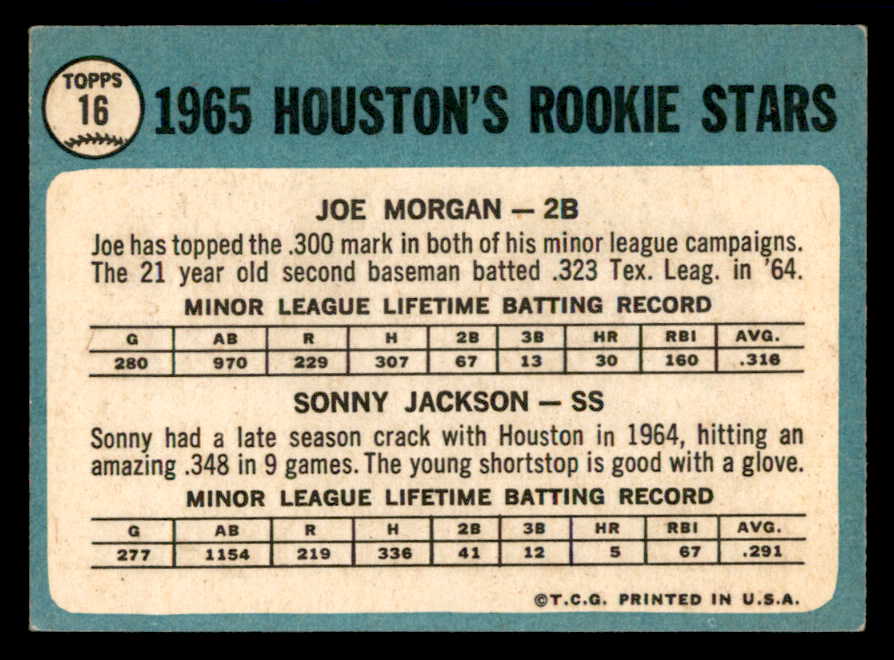 TOPPS
16
1965 HOUSTON'S ROOKIE STARS
JOE MORGAN — 2B
Joe has topped the .300 mark in both of his minor league campaigns.
The 21 year old second baseman batted .323 Tex. Leag. in '64.
MINOR LEAGUE LIFETIME BATTING RECORD
G AB R H 2B 3B HR RBI AVG.
280 970 229 307 67 13 30 160 .316
SONNY JACKSON — SS
Sonny had a late season crack with Houston in 1964, hitting an
amazing .348 in 9 games. The young shortstop is good with a glove.
MINOR LEAGUE LIFETIME BATTING RECORD
G AB R H 2B 3B HR RBI AVG.
277 1154 219 336 41 12 5 67 .291
©T.C.G. PRINTED IN U.S.A.